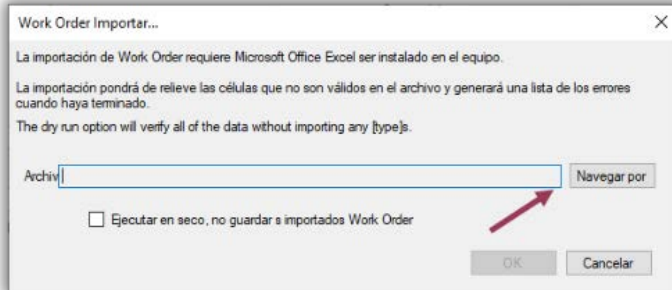 Work Order Importar...
La importación de Work Order requiere Microsoft Office Excel ser instalado en el equipo.
La importación pondrá de relieve las células que no son válidos en el archivo y generará una lista de los errores
cuando haya terminado.
The dry run option will verify all of the data without importing any [type]s.
Archiv
Navegar por
Ejecutar en seco, no guardar s importados Work Order
OK
Cancelar